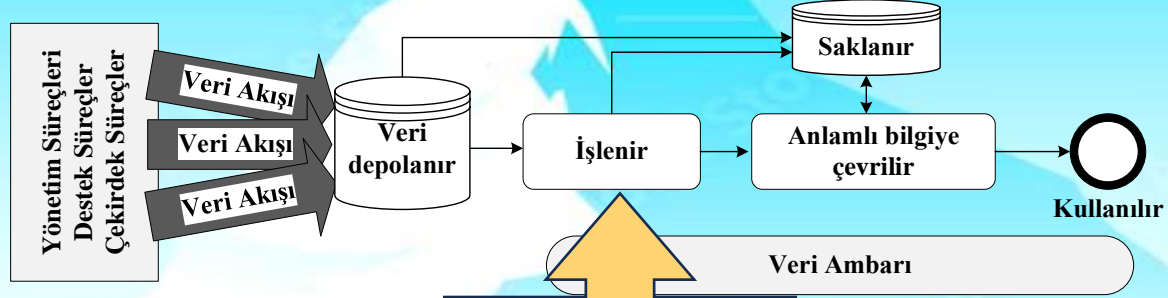 Yönetim Süreçleri
Destek Süreçler
Çekirdek Süreçler
Veri Akışı
Veri Akışı
Veri Akışı
Veri
depolanır
İşlenir
Saklanır
Anlamlı bilgiye
çevrilir
Kullanılır
Veri Ambarı